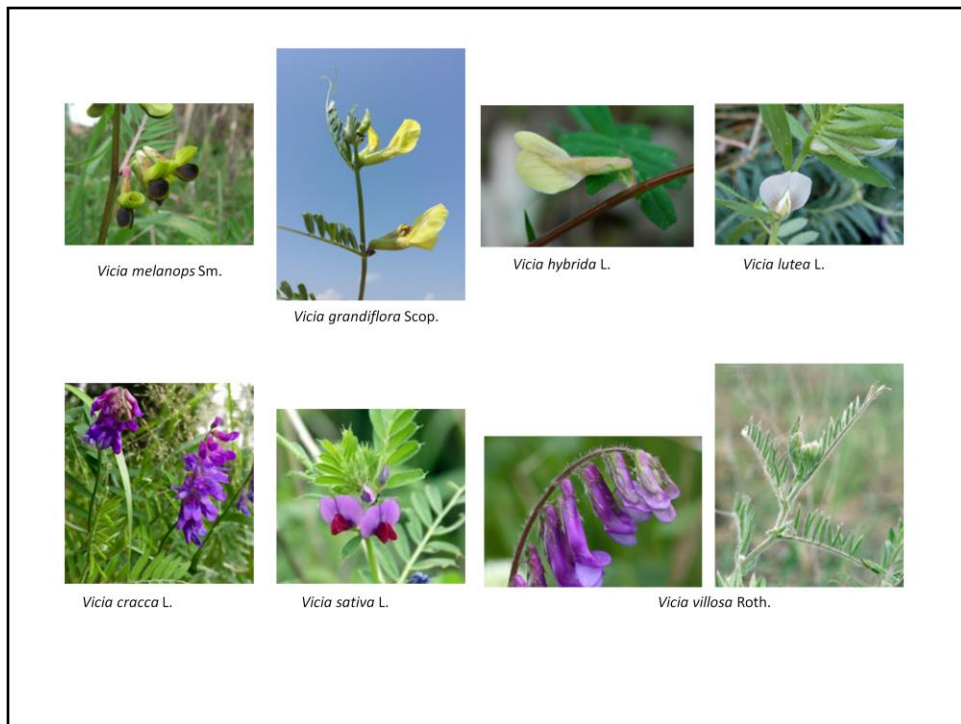 Vicia melanops Sm.
Vicia grandiflora Scop.
Vicia hybrida L.
Vicia lutea L.
Vicia cracca L.
Vicia sativa L.
Vicia villosa Roth.